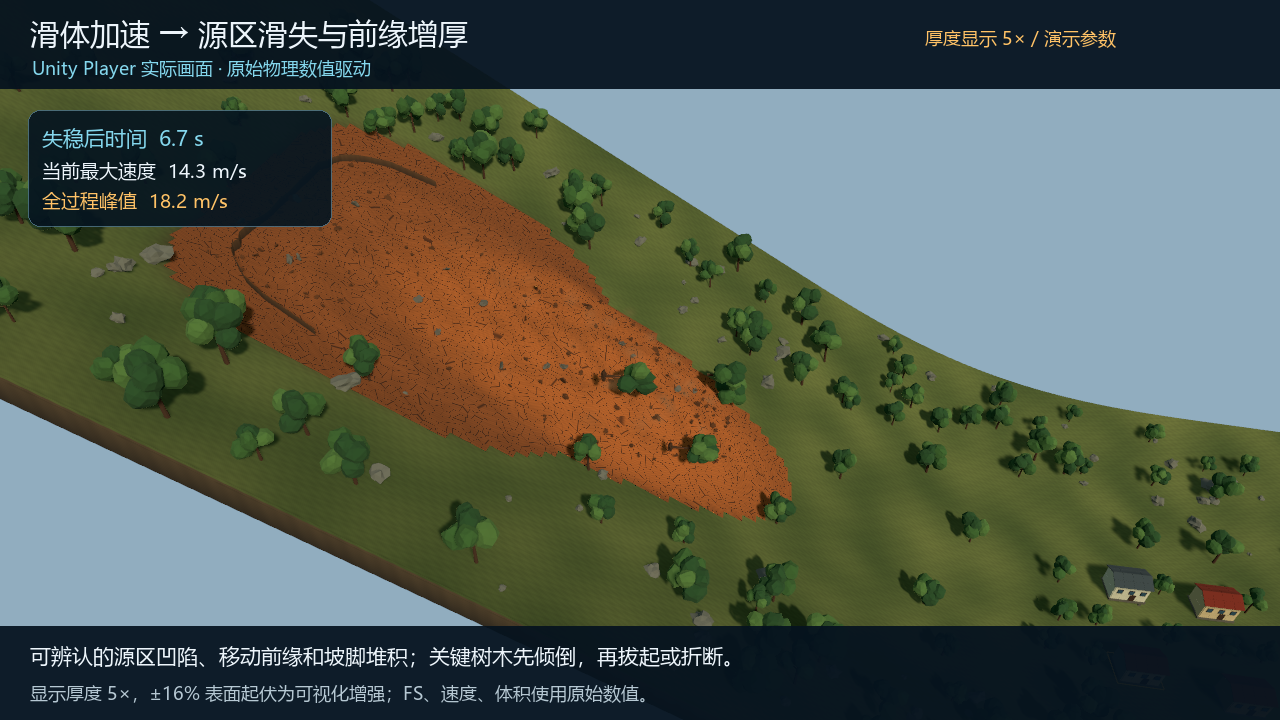 滑体加速 → 源区滑失与前缘增厚
厚度显示 5× / 演示参数
Unity Player 实际画面 · 原始物理数值驱动
失稳后时间 6.7 s
当前最大速度 14.3 m/s
全过程峰值 18.2 m/s
可辨认的源区凹陷、移动前缘和坡脚堆积；关键树木先倾倒，再拔起或折断。
显示厚度 5×，±16% 表面起伏为可视化增强；FS、速度、体积使用原始数值。